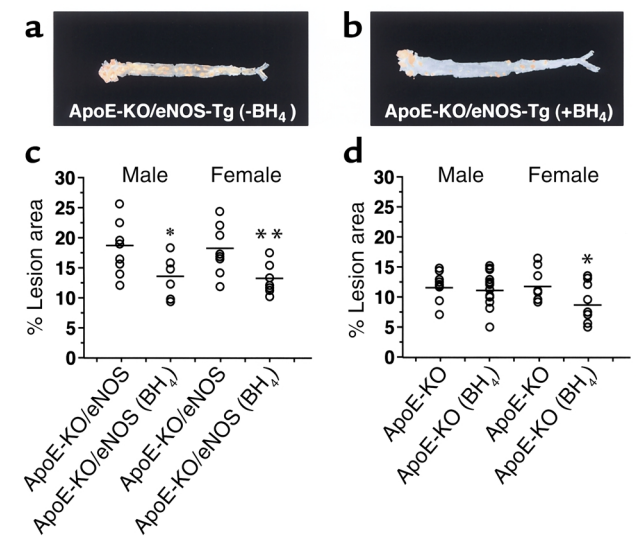 a
ApoE-KO/eNOS-Tg (-BH4 )
b
ApoE-KO/eNOS-Tg (+BH4)
c
Male Female
% Lesion area
30
25
20
15
10
5
0
*
* *
ApoE-KO/eNOS
ApoE-KO/eNOS (BH4)
ApoE-KO/eNOS
ApoE-KO/eNOS (BH4)
d
Male Female
% Lesion area
30
25
20
15
10
5
0
*
ApoE-KO
ApoE-KO (BH4)
ApoE-KO
ApoE-KO (BH4)